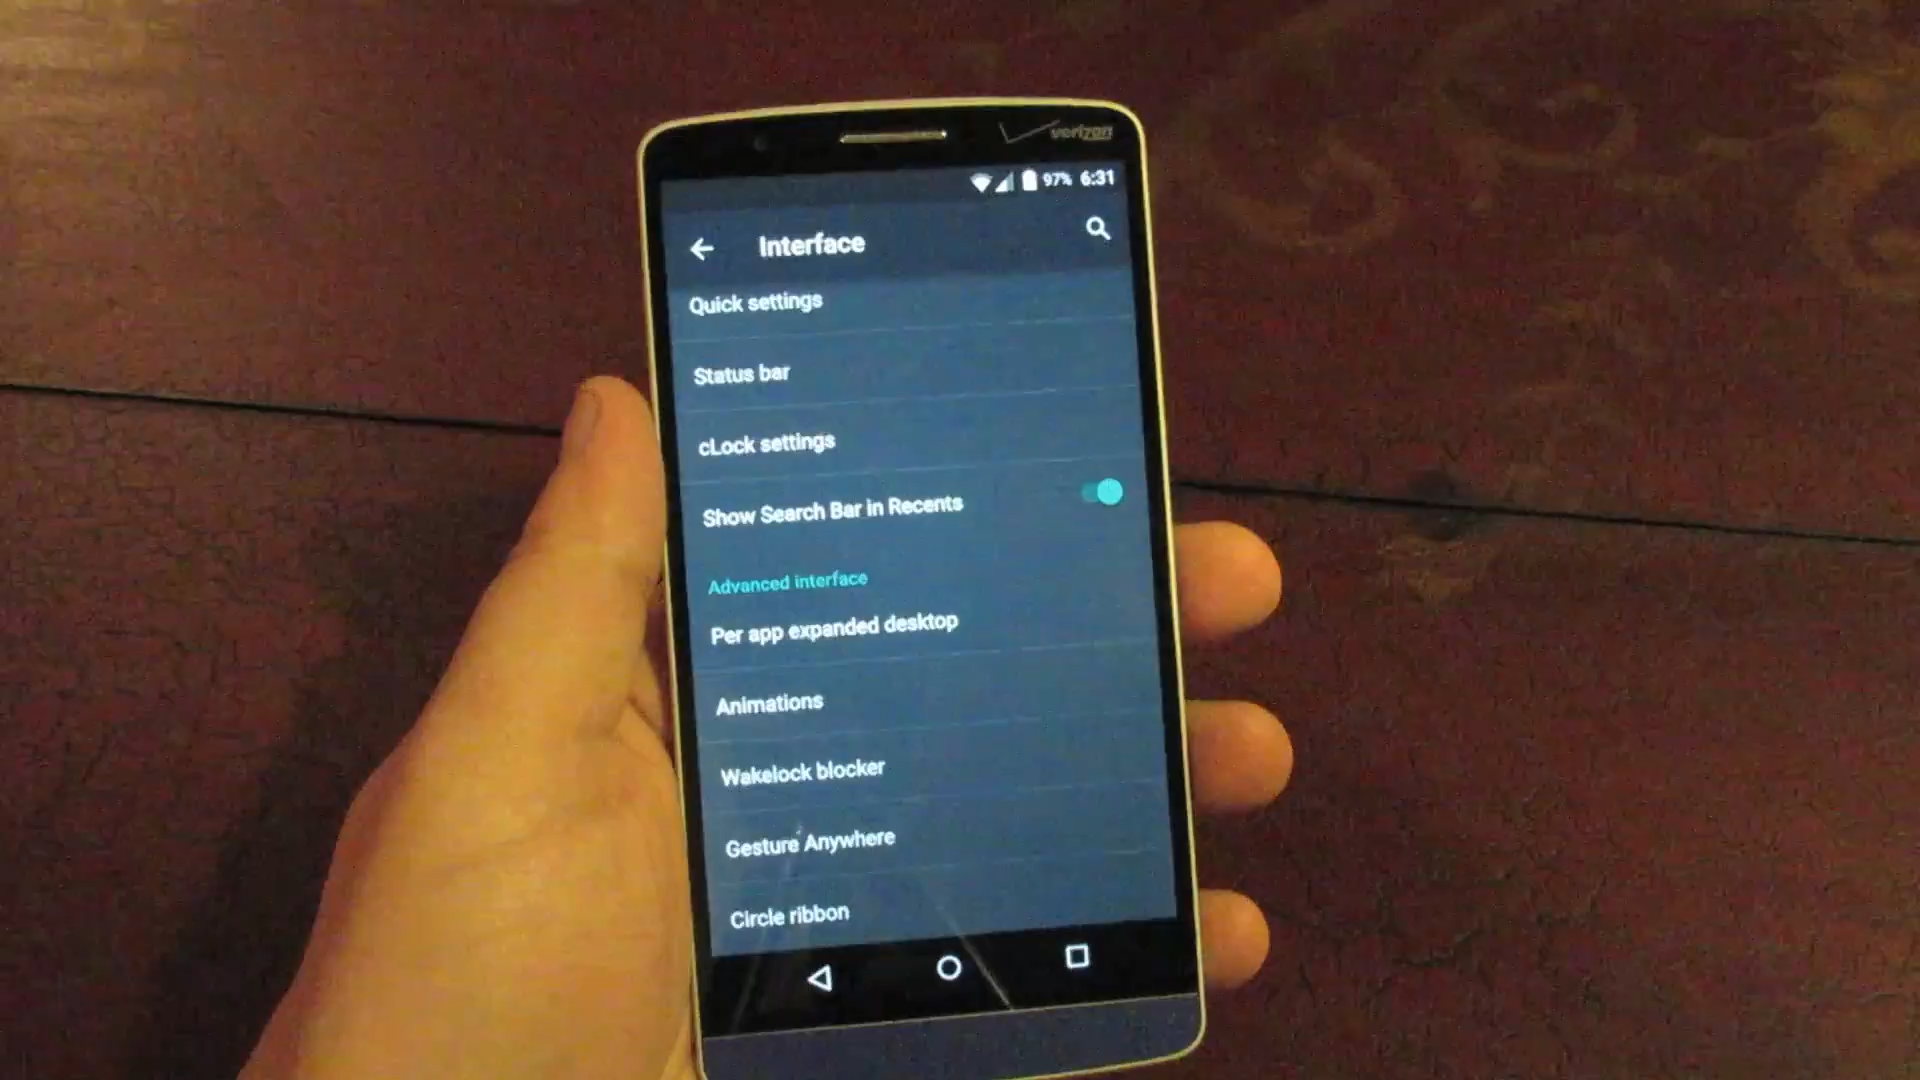 verizon
97% 6:31
Interface
Quick settings
Status bar
cLock settings
Show Search Bar in Recents
Advanced interface
Per app expanded desktop
Animations
Wakelock blocker
Gesture Anywhere
Circle ribbon